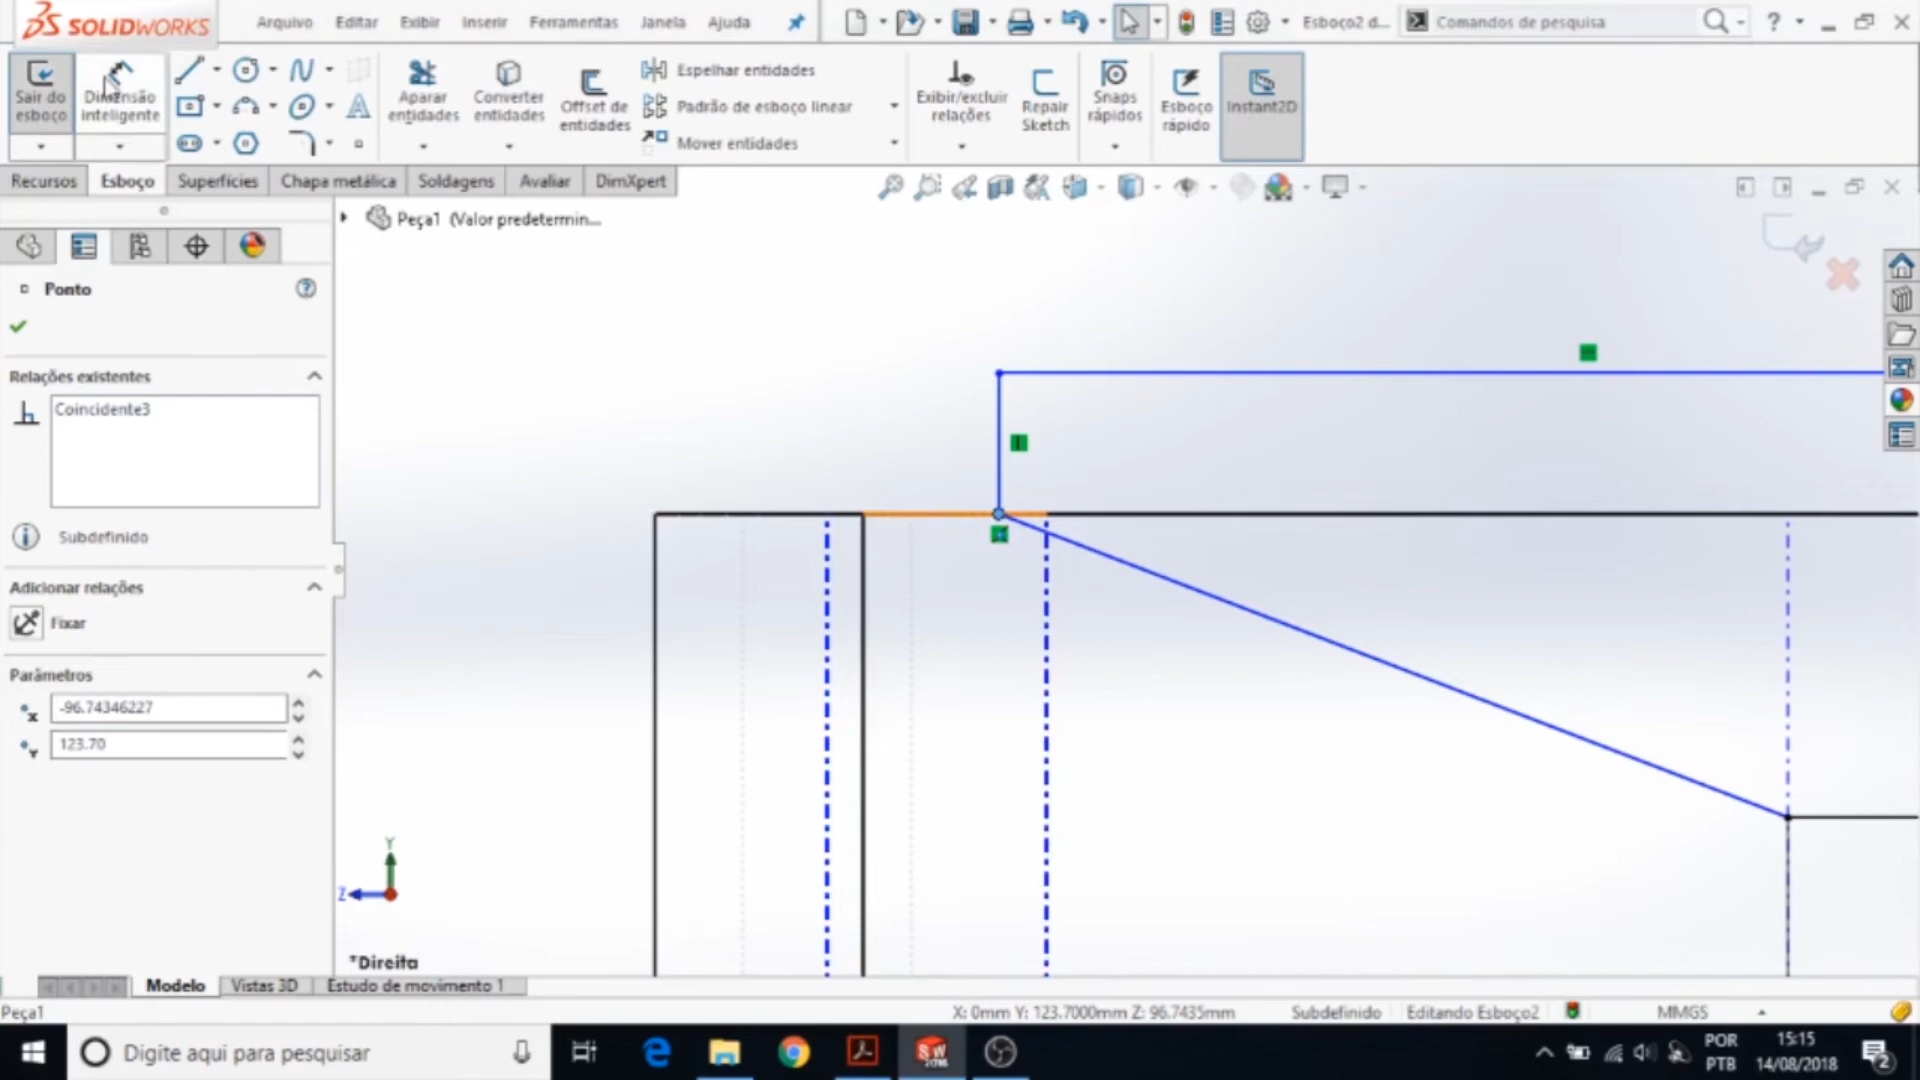 SOLIDWORKS
Arquivo Editar Exibir Inserir Ferramentas Janela Ajuda
Esboço2 d...
Comandos de pesquisa
?
Sair do esboço
Dimensão inteligente
Aparar entidades
Converter entidades
Offset de entidades
Espelhar entidades
Padrão de esboço linear
Mover entidades
Exibir/excluir relações
Repair Sketch
Snaps rápidos
Esboço rápido
Instant2D
Recursos Esboço Superfícies Chapa metálica Soldagens Avaliar DimXpert
Peça1 (Valor predetermin...
Ponto
Relações existentes
Coincidente3
Subdefinido
Adicionar relações
Fixar
Parâmetros
x -96.74346227
Y 123.70
Y
Z
*Direita
Modelo Vistas 3D Estudo de movimento 1
Peça1
X: 0mm Y: 123.7000mm Z: 96.7435mm
Subdefinido
Editando Esboço2
MMGS
Digite aqui para pesquisar
POR
PTB
15:15
14/08/2018
2